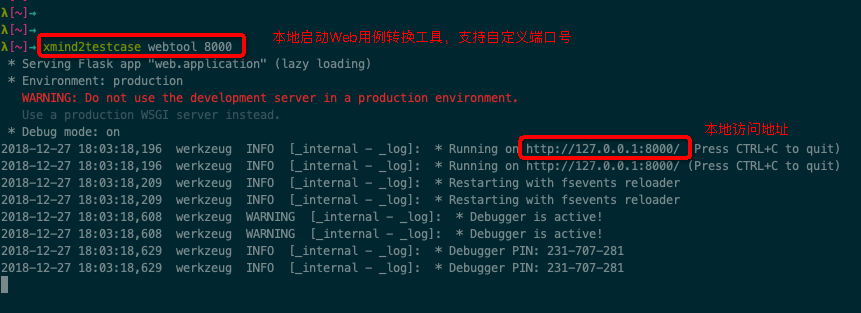 λ[~]→
λ[~]→
λ[~]→ xmind2testcase webtool 8000 本地启动Web用例转换工具，支持自定义端口号
* Serving Flask app "web.application" (lazy loading)
* Environment: production
WARNING: Do not use the development server in a production environment.
Use a production WSGI server instead.
* Debug mode: on
本地访问地址
2018-12-27 18:03:18,196 werkzeug INFO [_internal - _log]: * Running on http://127.0.0.1:8000/ (Press CTRL+C to quit)
2018-12-27 18:03:18,196 werkzeug INFO [_internal - _log]: * Running on http://127.0.0.1:8000/ (Press CTRL+C to quit)
2018-12-27 18:03:18,209 werkzeug INFO [_internal - _log]: * Restarting with fsevents reloader
2018-12-27 18:03:18,209 werkzeug INFO [_internal - _log]: * Restarting with fsevents reloader
2018-12-27 18:03:18,608 werkzeug WARNING [_internal - _log]: * Debugger is active!
2018-12-27 18:03:18,608 werkzeug WARNING [_internal - _log]: * Debugger is active!
2018-12-27 18:03:18,629 werkzeug INFO [_internal - _log]: * Debugger PIN: 231-707-281
2018-12-27 18:03:18,629 werkzeug INFO [_internal - _log]: * Debugger PIN: 231-707-281